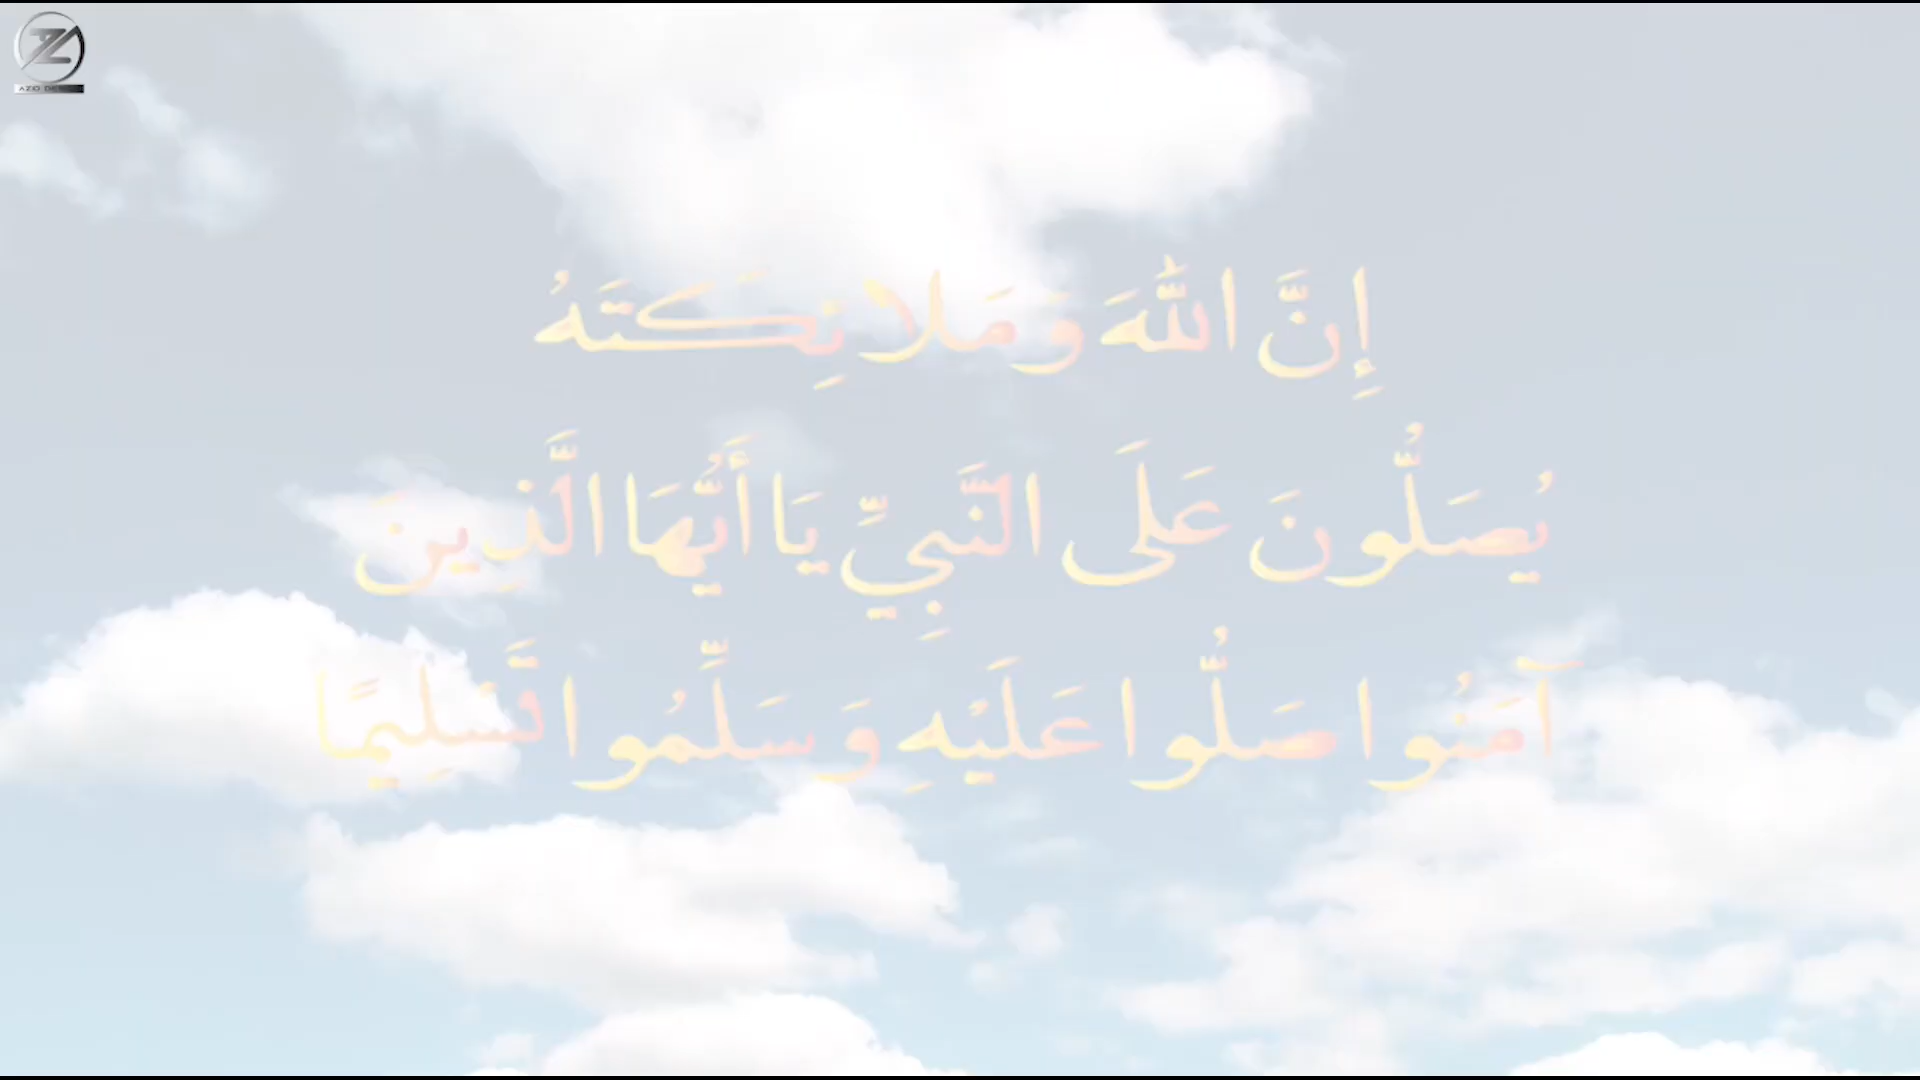 إِنَّ اللَّهَ وَمَلَائِكَتَهُ
يُصَلُّونَ عَلَى النَّبِيِّ يَا أَيُّهَا الَّذِينَ
آمَنُوا صَلُّوا عَلَيْهِ وَسَلِّمُوا تَسْلِيمًا